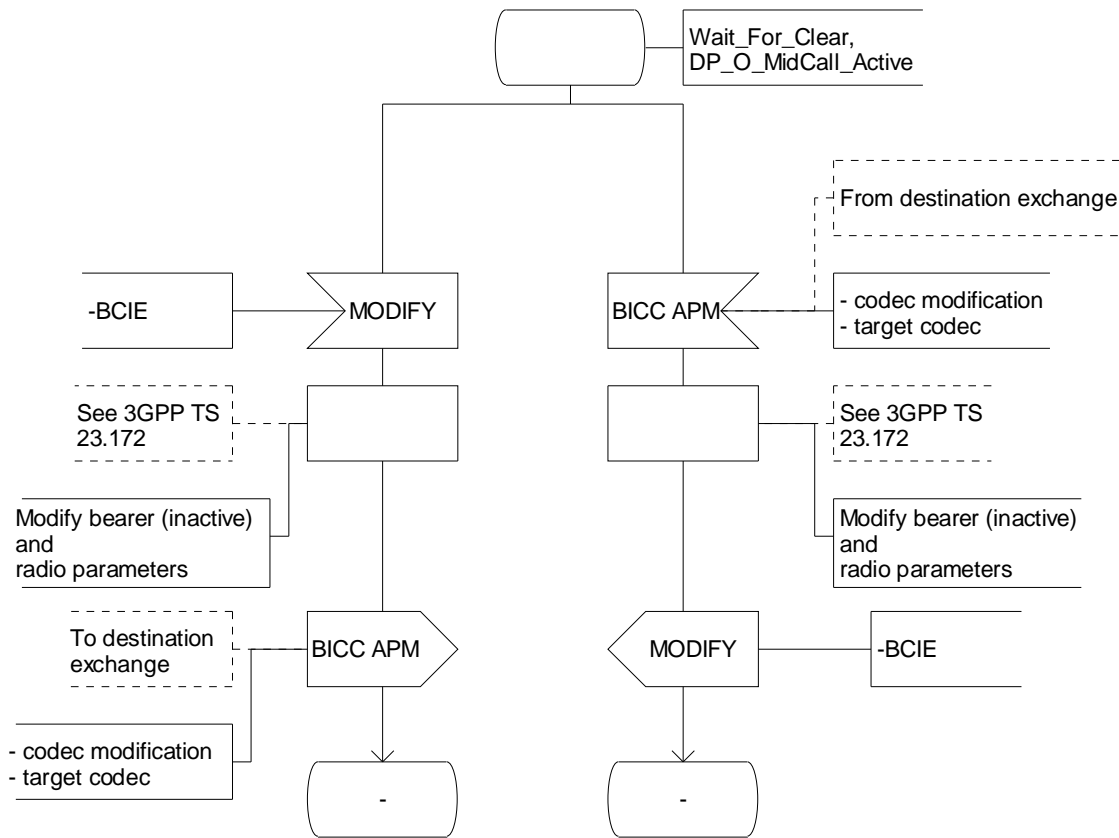 Wait_For_Clear,
DP_O_MidCall_Active
From destination exchange
-BCIE
MODIFY
BICC APM
- codec modification
- target codec
See 3GPP TS
23.172
See 3GPP TS
23.172
Modify bearer (inactive)
and
radio parameters
Modify bearer (inactive)
and
radio parameters
To destination
exchange
BICC APM
MODIFY
-BCIE
- codec modification
- target codec
-
-